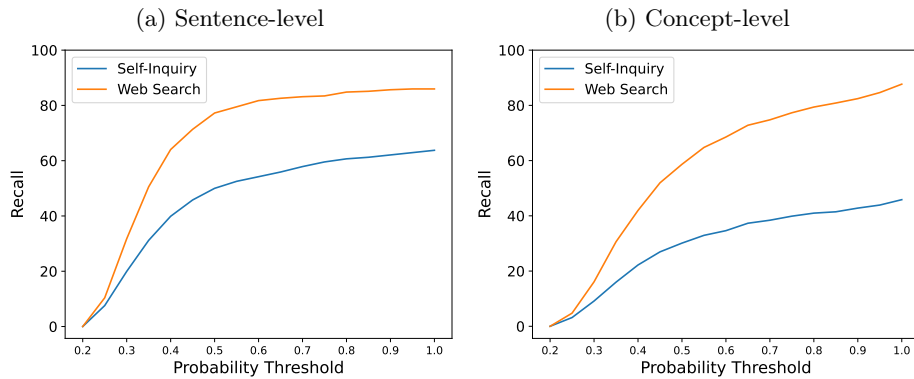 (a) Sentence-level
100
80
60
40
20
0
Recall
Self-Inquiry
Web Search
0.2 0.3 0.4 0.5 0.6 0.7 0.8 0.9 1.0
Probability Threshold
(b) Concept-level
100
80
60
40
20
0
Recall
Self-Inquiry
Web Search
0.2 0.3 0.4 0.5 0.6 0.7 0.8 0.9 1.0
Probability Threshold